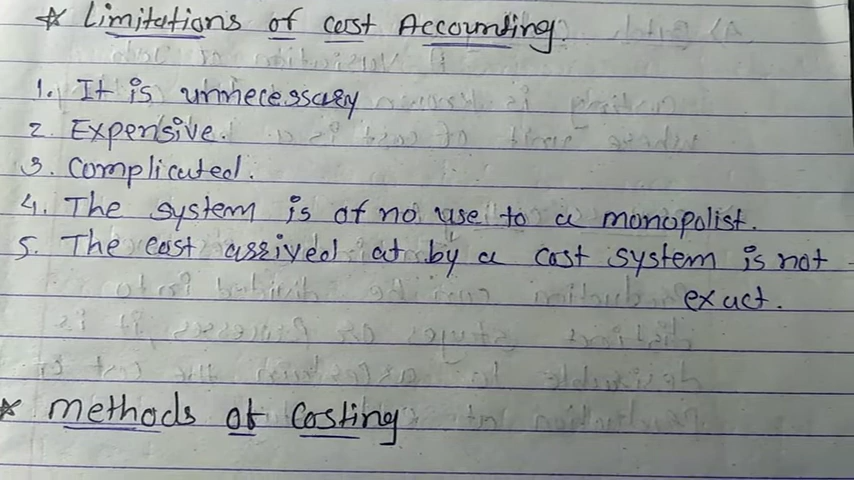 * Limitations of cost Accounting.
1. It is unnecessary
2. Expensive.
3. Complicated.
4. The system is of no use to a monopolist.
5. The cost arrived at by a cost system is not
exact.
* methods of Costing